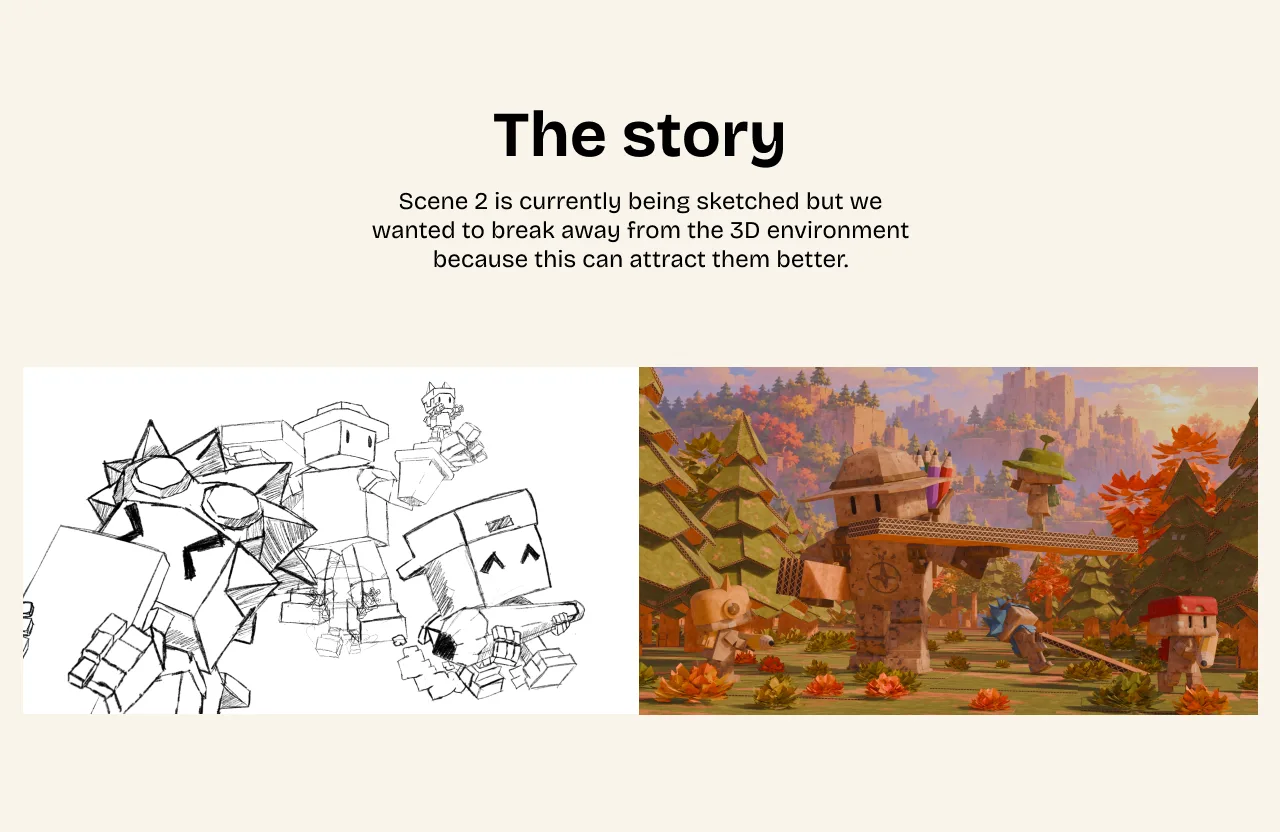 The story
Scene 2 is currently being sketched but we
wanted to break away from the 3D environment
because this can attract them better.